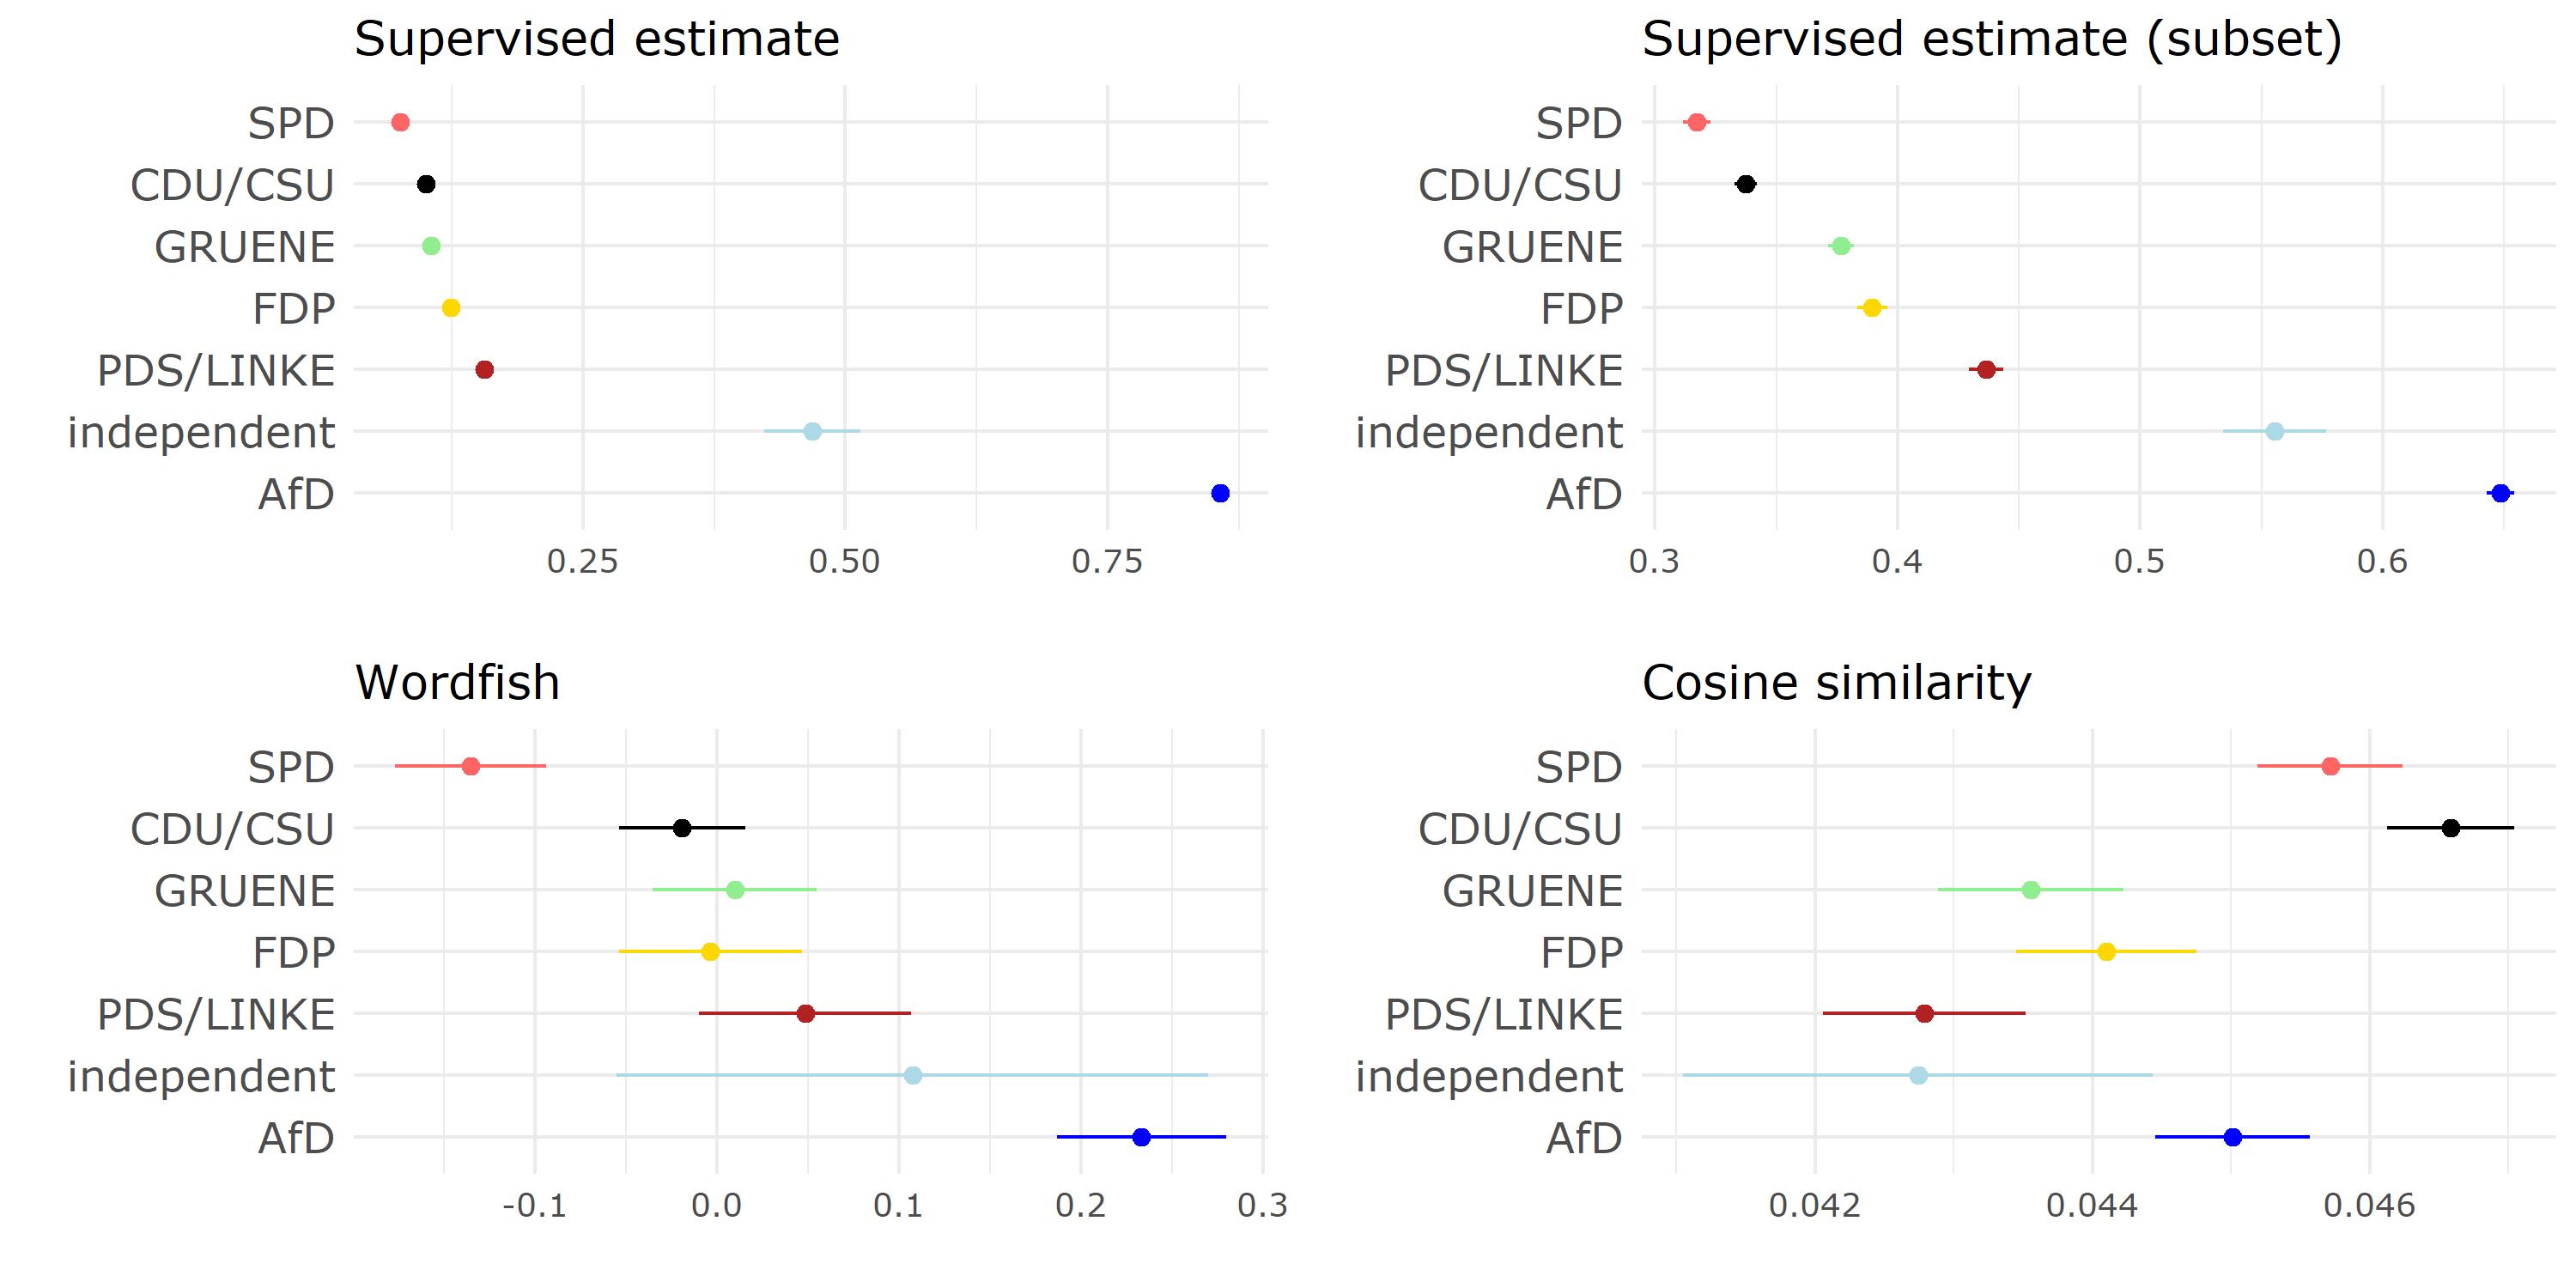 Supervised estimate
SPD
CDU/CSU
GRUENE
FDP
PDS/LINKE
independent
AfD
0.25 0.50 0.75
Supervised estimate (subset)
SPD
CDU/CSU
GRUENE
FDP
PDS/LINKE
independent
AfD
0.3 0.4 0.5 0.6
Wordfish
SPD
CDU/CSU
GRUENE
FDP
PDS/LINKE
independent
AfD
-0.1 0.0 0.1 0.2 0.3
Cosine similarity
SPD
CDU/CSU
GRUENE
FDP
PDS/LINKE
independent
AfD
0.042 0.044 0.046